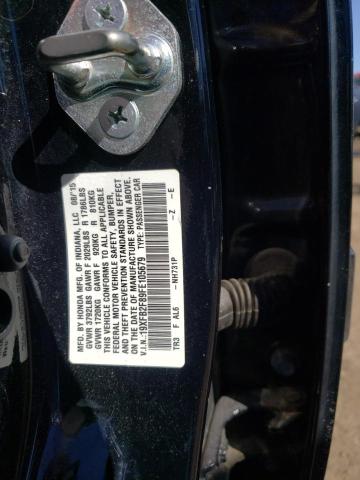 MFD. BY HONDA MFG. OF INDIANA, LLC 08/15
GVWR 3792LBS GAWR F 2029LBS R 1786LBS
GVWR 1720KG GAWR F 920KG R 810KG
THIS VEHICLE CONFORMS TO ALL APPLICABLE
FEDERAL MOTOR VEHICLE SAFETY, BUMPER,
AND THEFT PREVENTION STANDARDS IN EFFECT
ON THE DATE OF MANUFACTURE SHOWN ABOVE.
V.I.N.:19XFB2F89FE105679 TYPE: PASSENGER CAR
TR3 F AL6 -NH731P -Z -E